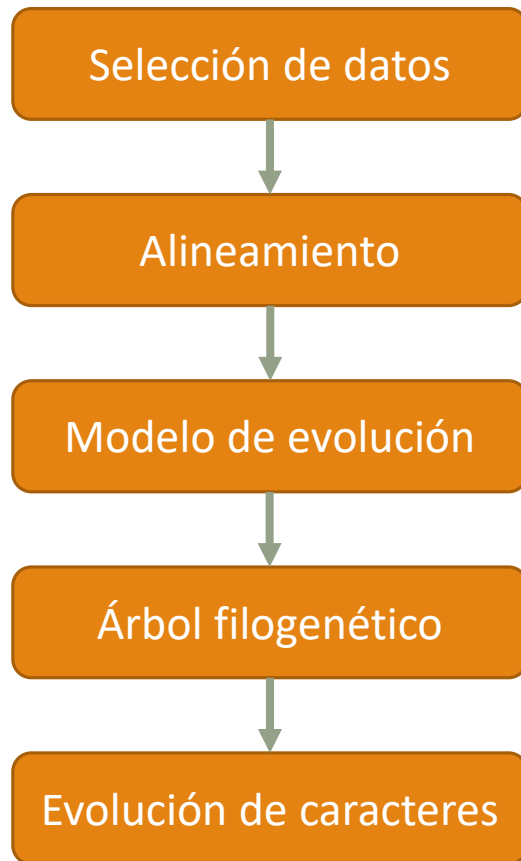 Selección de datos
Alineamiento
Modelo de evolución
Árbol filogenético
Evolución de caracteres